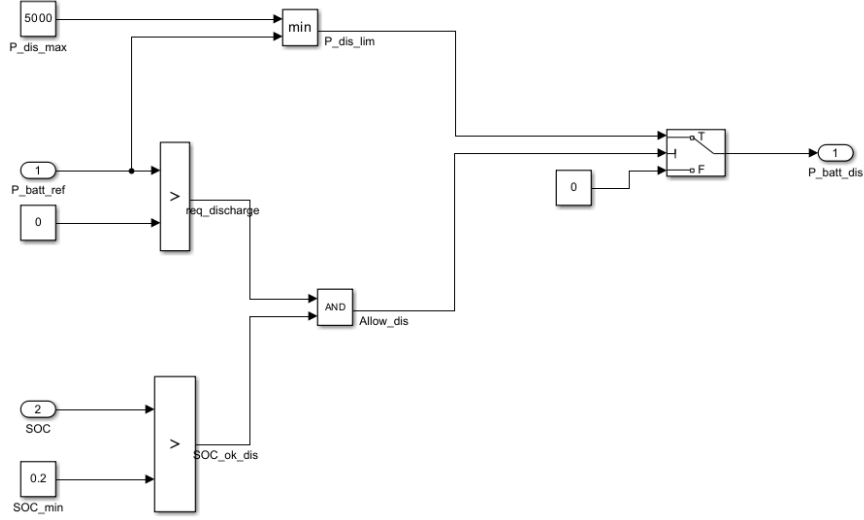 5000
P_dis_max
min
P_dis_lim
1
P_batt_ref
>
req_discharge
0
T
F
0
1
P_batt_dis
AND
Allow_dis
2
SOC
>
SOC_ok_dis
0.2
SOC_min